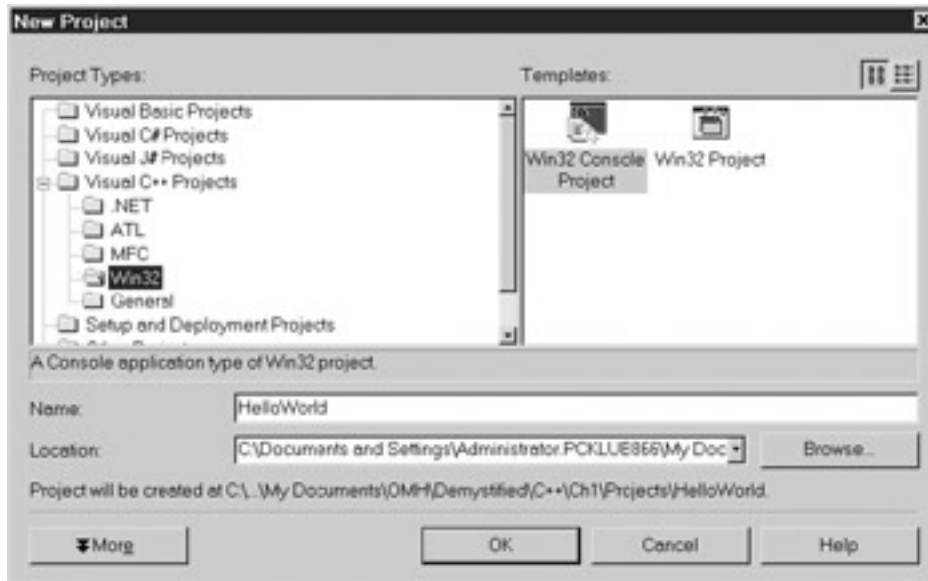 New Project
Project Types:
Templates:
Visual Basic Projects
Visual C# Projects
Visual J# Projects
Visual C++ Projects
.NET
ATL
MFC
Win32
General
Setup and Deployment Projects
Win32 Console Project
Win32 Project
A Console application type of Win32 project.
Name:
HelloWorld
Location:
C:\Documents and Settings\Administrator.PCKLUE866\My Doc
Browse...
Project will be created at C:\...\My Documents\OMH\Demystified\C++\Ch1\Projects\HelloWorld.
More
OK
Cancel
Help